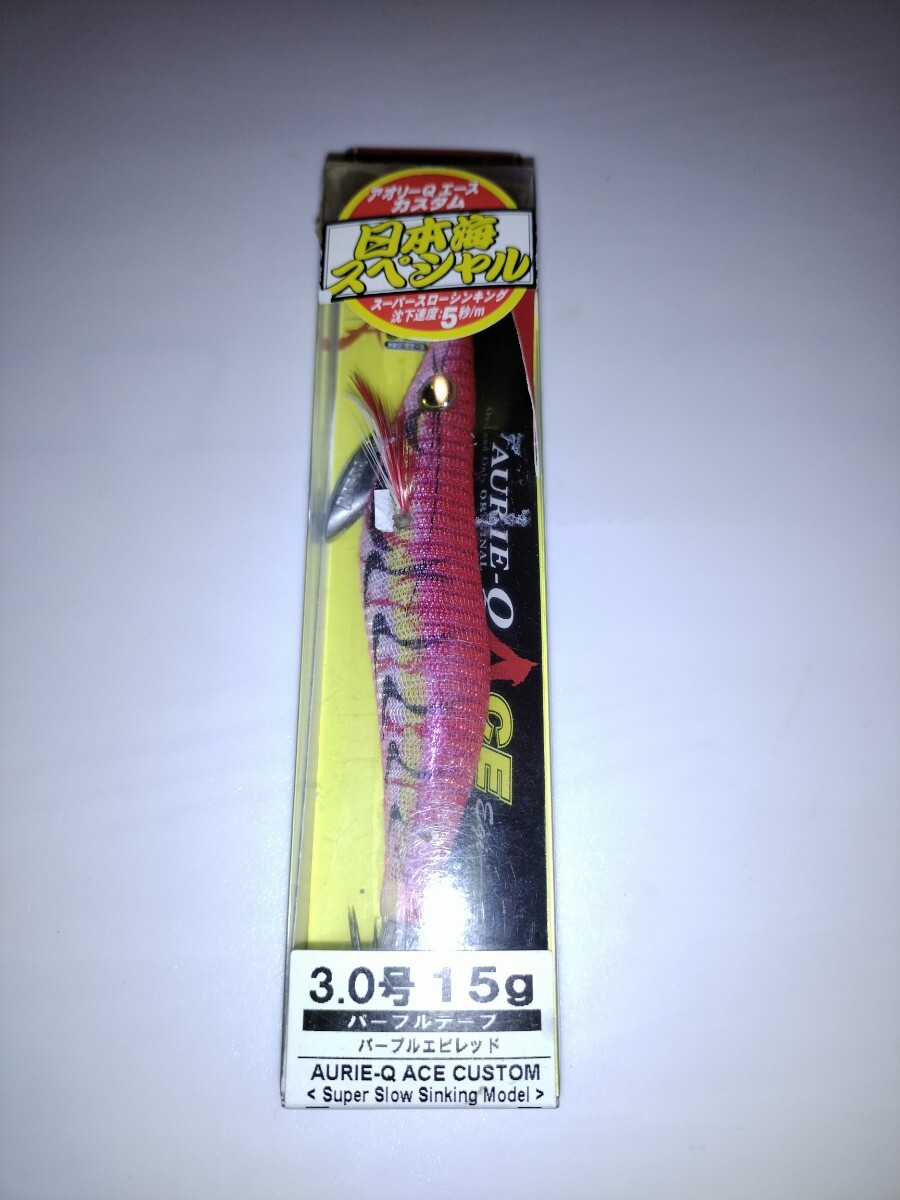 アオリーQエース
カスタム
日本海
スペシャル
スーパースローシンキング
沈下速度:5秒/m
AURIE-Q
ACE
3.0号 15g
パープルテープ
パープルエビレッド
AURIE-Q ACE CUSTOM
< Super Slow Sinking Model >